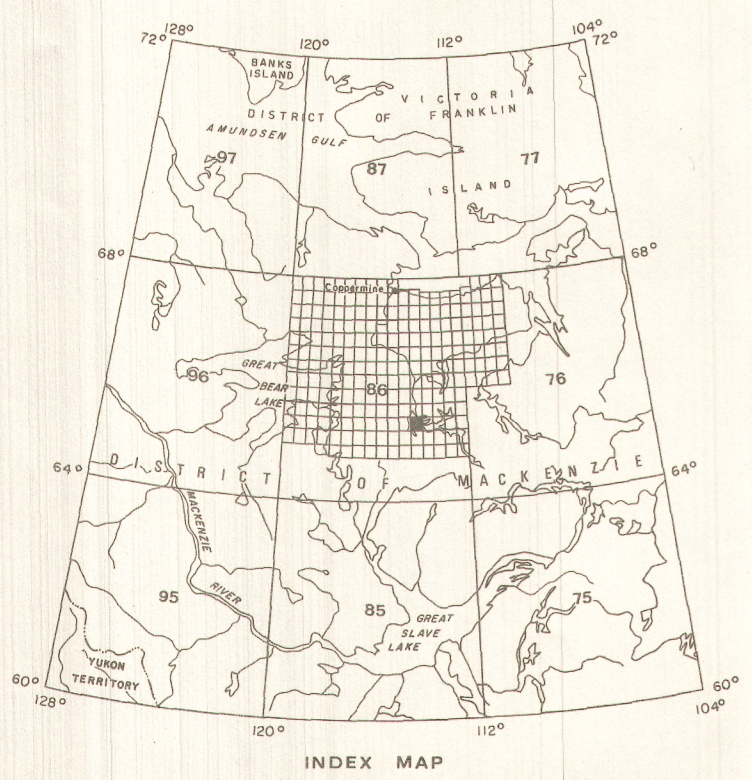 128°
120°
112°
104°
72°
72°
BANKS
ISLAND
VICTORIA
DISTRICT OF FRANKLIN
AMUNDSEN GULF
97
87
77
ISLAND
68°
68°
Coppermine
GREAT
96
BEAR
86
76
LAKE
DISTRICT OF MACKENZIE
64°
64°
MACKENZIE
RIVER
95
85
75
GREAT
SLAVE
LAKE
YUKON
TERRITORY
60°
60°
128°
104°
120°
112°
INDEX MAP